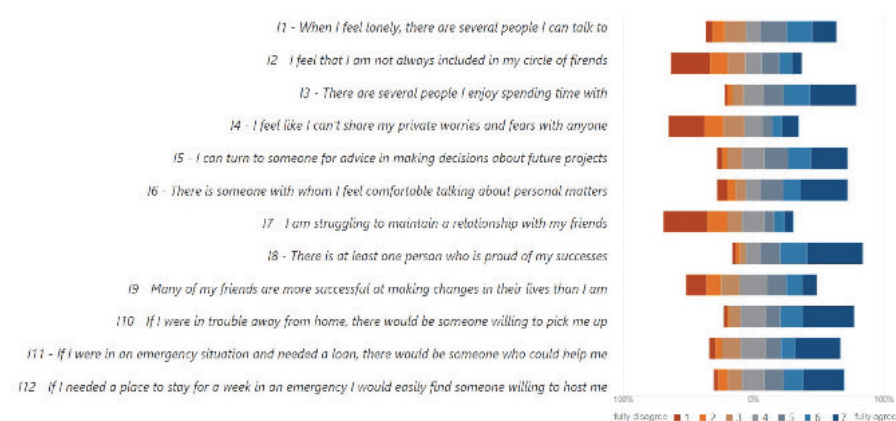 I1 - When I feel lonely, there are several people I can talk to
I2 I feel that I am not always included in my circle of firends
I3 - There are several people I enjoy spending time with
I4 - I feel like I can't share my private worries and fears with anyone
I5 - I can turn to someone for advice in making decisions about future projects
I6 - There is someone with whom I feel comfortable talking about personal matters
I7 - I am struggling to maintain a relationship with my friends
I8 - There is at least one person who is proud of my successes
I9 Many of my friends are more successful at making changes in their lives than I am
I10 If I were in trouble away from home, there would be someone willing to pick me up
I11 - If I were in an emergency situation and needed a loan, there would be someone who could help me
I12 If I needed a place to stay for a week in an emergency I would easily find someone willing to host me
100% 0% 100%
fully disagree 1 2 3 4 5 6 7 fully agree